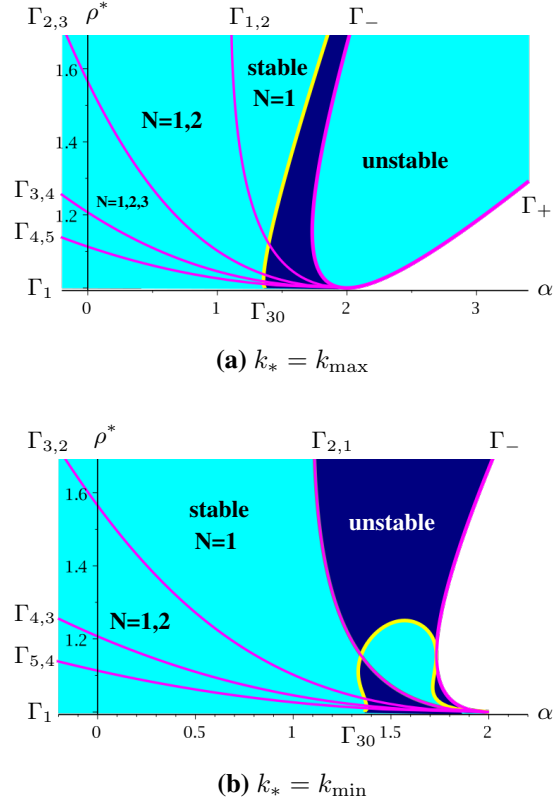 Γ2,3 ρ* Γ1,2 Γ−
1.6
stable
N=1
N=1,2
unstable
1.4
Γ3,4
N=1,2,3
1.2
Γ4,5
Γ+
Γ1
0 1 Γ30 2 3 α
(a) k* = kmax
Γ3,2 ρ* Γ2,1 Γ−
1.6
stable
N=1
unstable
1.4
Γ4,3
N=1,2
1.2
Γ5,4
Γ1
0 0.5 1 Γ30 1.5 2 α
(b) k* = kmin